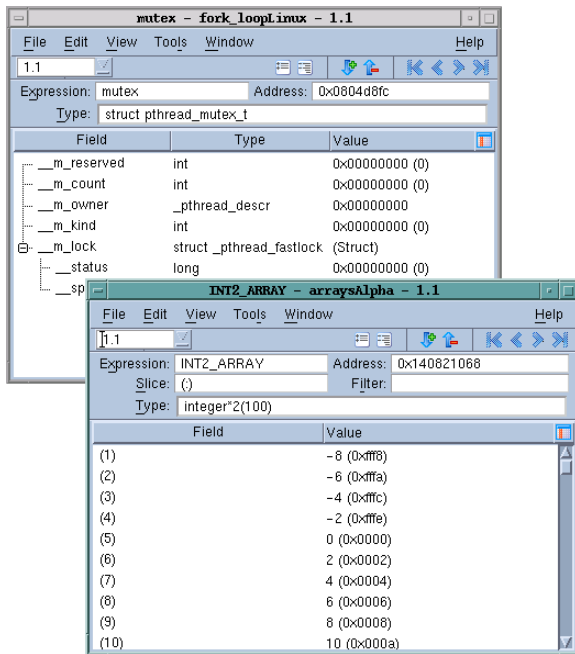 mutex - fork_loopLinux - 1.1
File Edit View Tools Window Help
1.1
Expression: mutex Address: 0x0804d8fc
Type: struct pthread_mutex_t
Field Type Value
__m_reserved int 0x00000000 (0)
__m_count int 0x00000000 (0)
__m_owner _pthread_descr 0x00000000
__m_kind int 0x00000000 (0)
__m_lock struct _pthread_fastlock (Struct)
__status long 0x00000000 (0)
__sp
INT2_ARRAY - arraysAlpha - 1.1
File Edit View Tools Window Help
1.1
Expression: INT2_ARRAY Address: 0x140821068
Slice: (:) Filter:
Type: integer*2(100)
Field Value
(1) -8 (0xfff8)
(2) -6 (0xfffa)
(3) -4 (0xfffc)
(4) -2 (0xfffe)
(5) 0 (0x0000)
(6) 2 (0x0002)
(7) 4 (0x0004)
(8) 6 (0x0006)
(9) 8 (0x0008)
(10) 10 (0x000a)